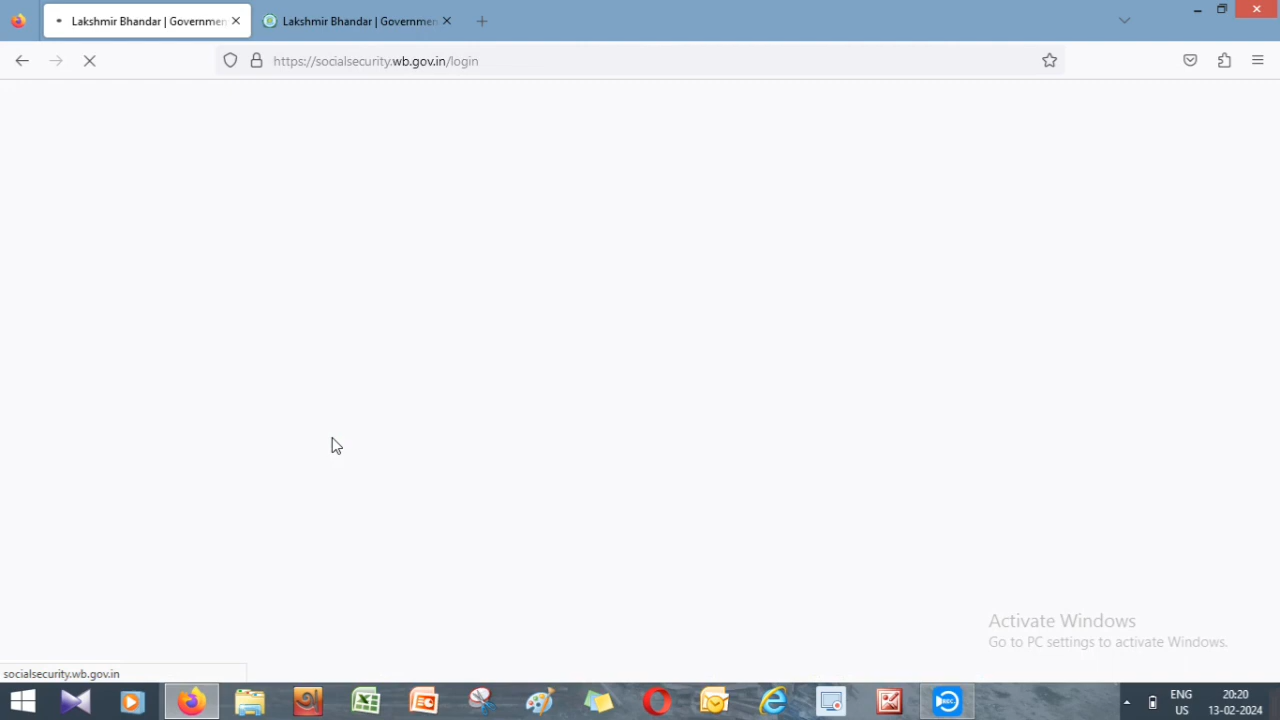 Lakshmir Bhandar | Governmen
Lakshmir Bhandar | Governmen
https://socialsecurity.wb.gov.in/login
Activate Windows
Go to PC settings to activate Windows.
socialsecurity.wb.gov.in
REC
ENG
US
20:20
13-02-2024